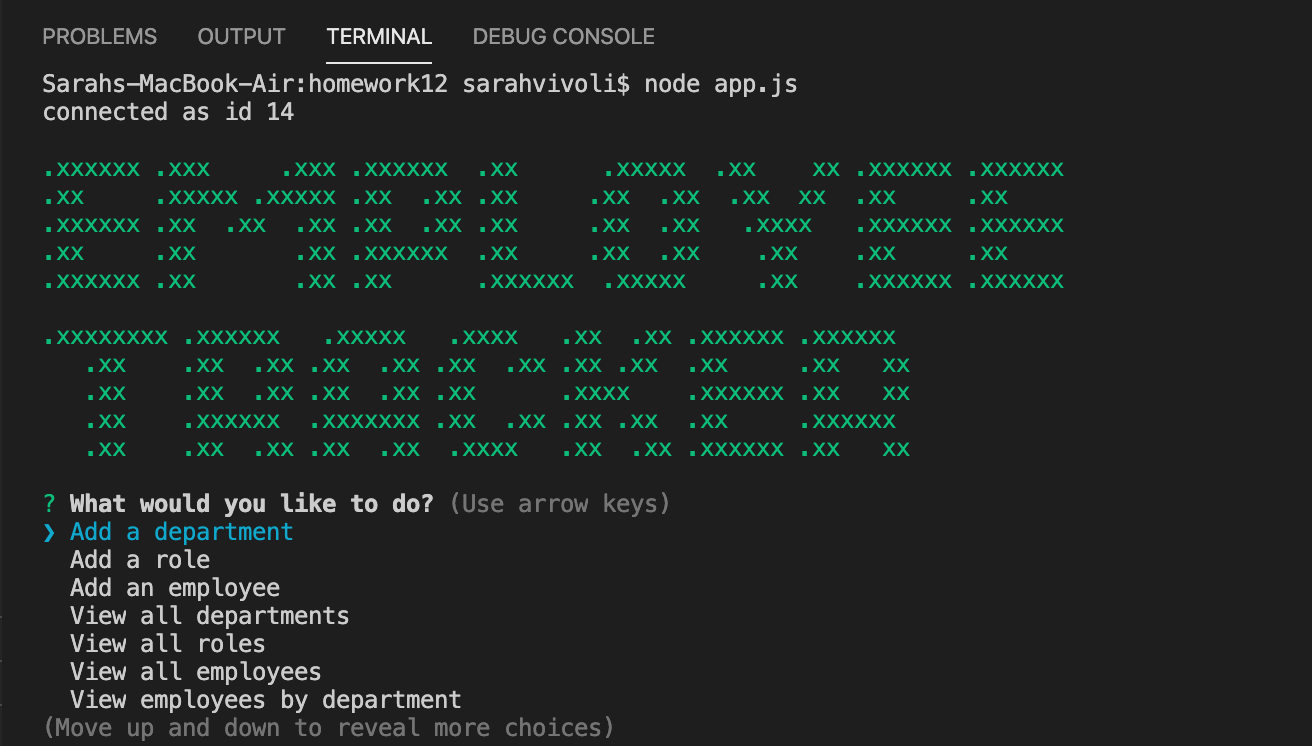 PROBLEMS OUTPUT TERMINAL DEBUG CONSOLE
Sarahs-MacBook-Air:homework12 sarahvivoli$ node app.js
connected as id 14
.xxxxxx .xxx     .xxx .xxxxxx  .xx      .xxxxx  .xx    xx .xxxxxx .xxxxxx
.xx     .xxxxx .xxxxx .xx  .xx .xx     .xx  .xx  .xx  xx  .xx     .xx
.xxxxxx .xx  .xx  .xx .xx  .xx .xx     .xx  .xx   .xxxx   .xxxxxx .xxxxxx
.xx     .xx       .xx .xxxxxx  .xx     .xx  .xx    .xx    .xx     .xx
.xxxxxx .xx       .xx .xx      .xxxxxx  .xxxxx     .xx    .xxxxxx .xxxxxx
.xxxxxxxx .xxxxxx   .xxxxx   .xxxx   .xx  .xx .xxxxxx .xxxxxx
   .xx    .xx  .xx .xx  .xx .xx  .xx .xx .xx  .xx     .xx   xx
   .xx    .xx  .xx .xx  .xx .xx      .xxxx    .xxxxxx .xx   xx
   .xx    .xxxxxx  .xxxxxxx .xx  .xx .xx .xx  .xx     .xxxxxx
   .xx    .xx  .xx .xx  .xx  .xxxx   .xx  .xx .xxxxxx .xx   xx
? What would you like to do? (Use arrow keys)
❯ Add a department
  Add a role
  Add an employee
  View all departments
  View all roles
  View all employees
  View employees by department
(Move up and down to reveal more choices)